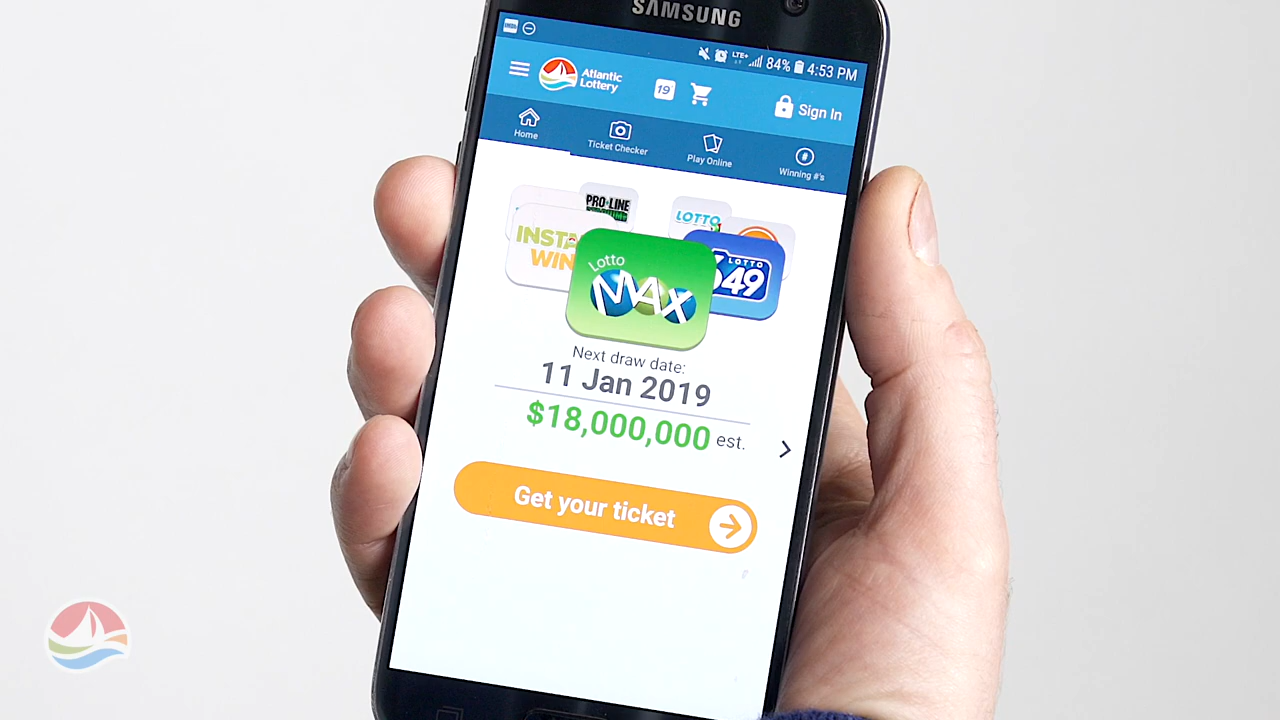 SAMSUNG
LTE+ 84% 4:53 PM
Atlantic
Lottery
19
Sign In
Home
Ticket Checker
Play Online
#
Winning #'s
PRO•LINE
LOTTO
INSTA
WIN
Lotto
MAX
LOTTO
649
Next draw date:
11 Jan 2019
$18,000,000 est.
Get your ticket